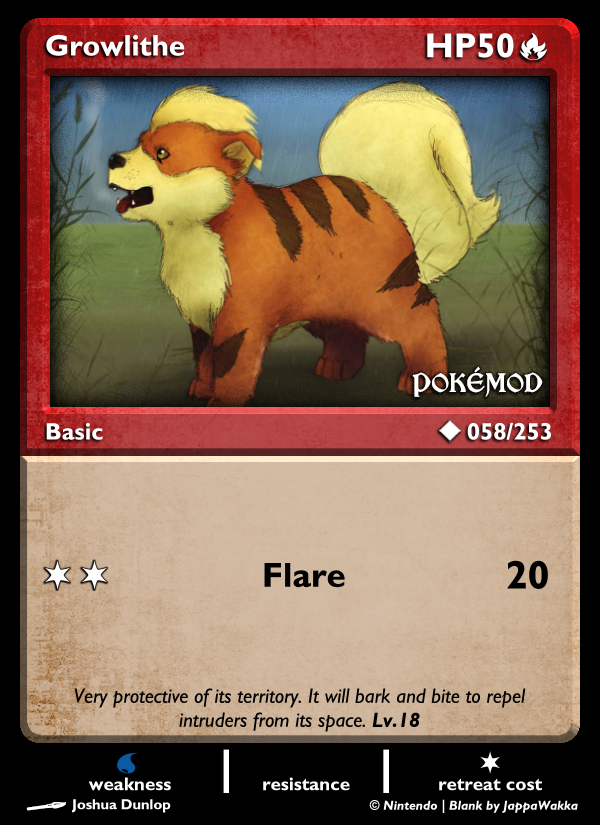 Growlithe HP50
POKÉMOD
Basic 058/253
Flare 20
Very protective of its territory. It will bark and bite to repel
intruders from its space. Lv.18
weakness resistance retreat cost
Joshua Dunlop © Nintendo | Blank by JappaWakka